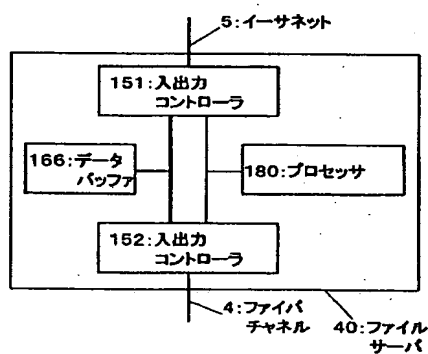 5:イーサネット
151:入出力
コントローラ
166:データ
バッファ
180:プロセッサ
152:入出力
コントローラ
4:ファイバ
チャネル
40:ファイル
サーバ